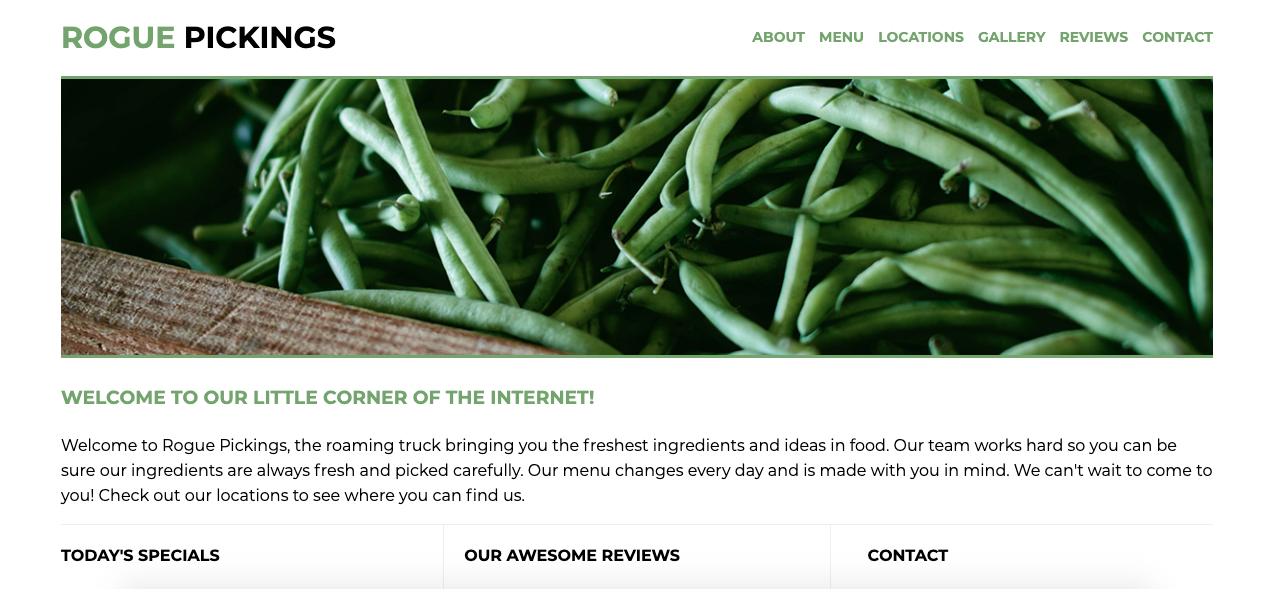 ROGUE PICKINGS
ABOUT MENU LOCATIONS GALLERY REVIEWS CONTACT
WELCOME TO OUR LITTLE CORNER OF THE INTERNET!
Welcome to Rogue Pickings, the roaming truck bringing you the freshest ingredients and ideas in food. Our team works hard so you can be
sure our ingredients are always fresh and picked carefully. Our menu changes every day and is made with you in mind. We can't wait to come to
you! Check out our locations to see where you can find us.
TODAY'S SPECIALS
OUR AWESOME REVIEWS
CONTACT